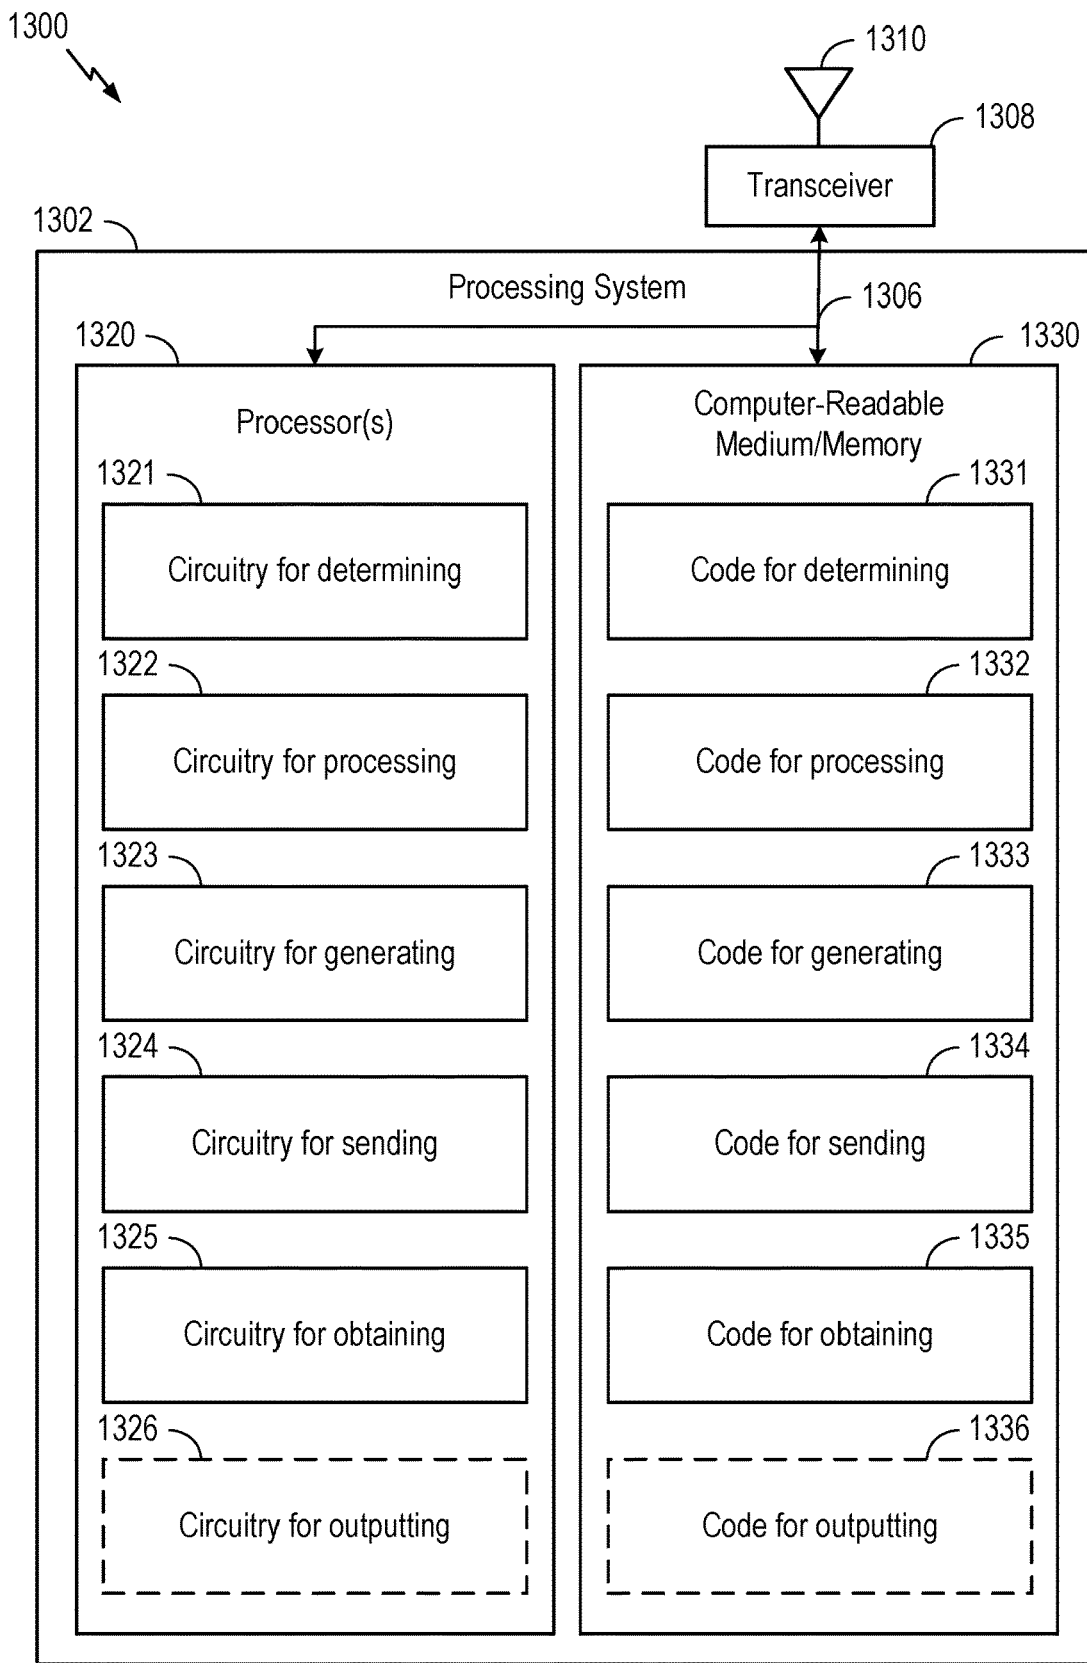 1300
1310
1308
Transceiver
1302
Processing System
1306
1320
1330
Processor(s)
Computer-Readable
Medium/Memory
1321
1331
Circuitry for determining
Code for determining
1322
1332
Circuitry for processing
Code for processing
1323
1333
Circuitry for generating
Code for generating
1324
1334
Circuitry for sending
Code for sending
1325
1335
Circuitry for obtaining
Code for obtaining
1326
1336
Circuitry for outputting
Code for outputting